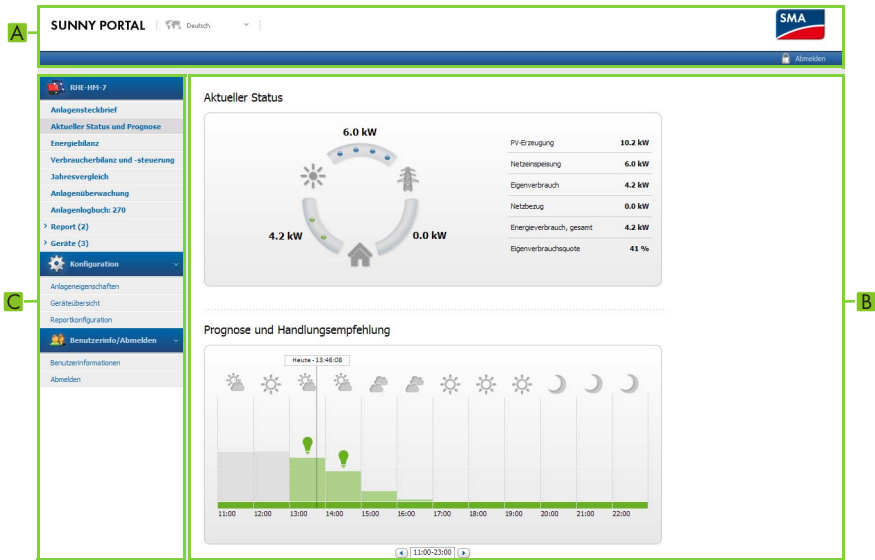 SUNNY PORTAL
Deutsch
SMA
A
Abmelden
RHE-HM-7
Anlagensteckbrief
Aktueller Status und Prognose
Energiebilanz
Verbraucherbilanz und -steuerung
Jahresvergleich
Anlagenüberwachung
Anlagenlogbuch: 270
Report (2)
Geräte (3)
Konfiguration
Anlageneigenschaften
Geräteübersicht
Reportkonfiguration
Benutzerinfo/Abmelden
Benutzerinformationen
Abmelden
C
Aktueller Status
6.0 kW
4.2 kW
0.0 kW
PV-Erzeugung 10.2 kW
Netzeinspeisung 6.0 kW
Eigenverbrauch 4.2 kW
Netzbezug 0.0 kW
Energieverbrauch, gesamt 4.2 kW
Eigenverbrauchsquote 41 %
B
Prognose und Handlungsempfehlung
Heute - 13:46:08
11:00 12:00 13:00 14:00 15:00 16:00 17:00 18:00 19:00 20:00 21:00 22:00
11:00-23:00